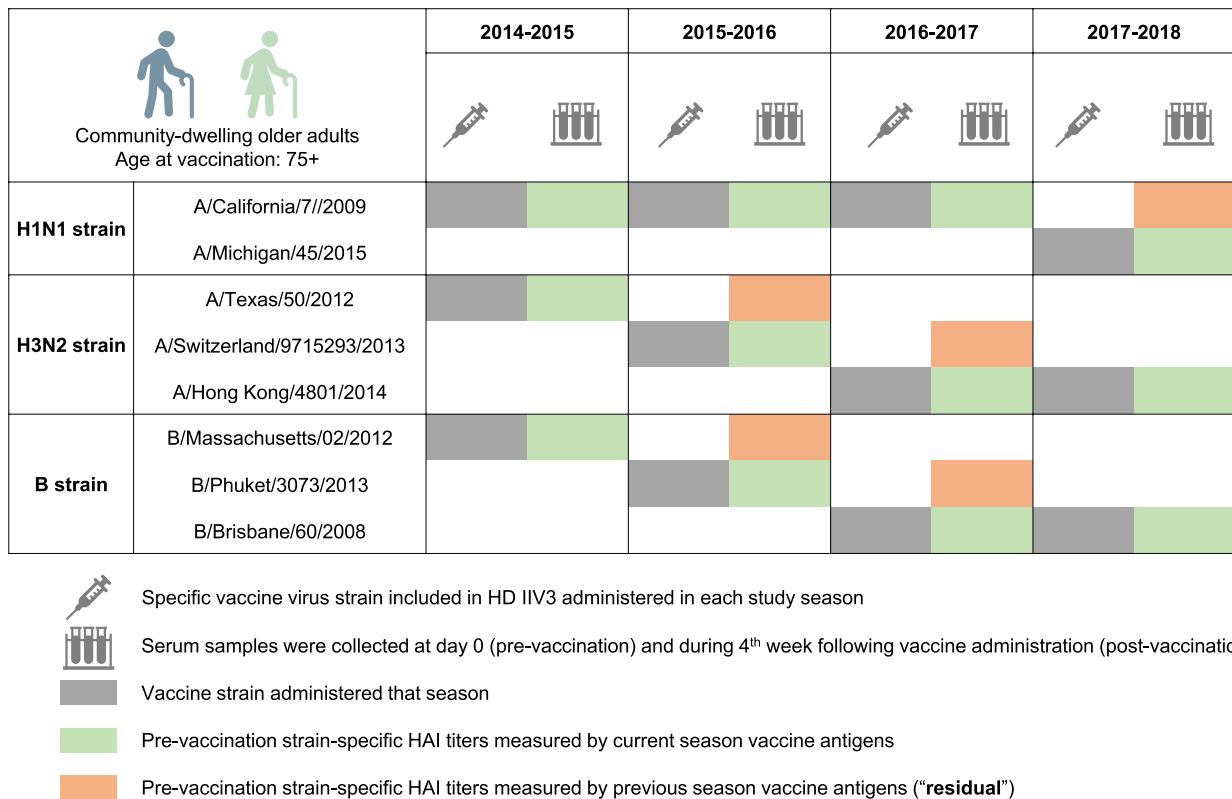 2014-2015 2015-2016 2016-2017 2017-2018
Community-dwelling older adults
Age at vaccination: 75+
H1N1 strain
A/California/7//2009
A/Michigan/45/2015
H3N2 strain
A/Texas/50/2012
A/Switzerland/9715293/2013
A/Hong Kong/4801/2014
B strain
B/Massachusetts/02/2012
B/Phuket/3073/2013
B/Brisbane/60/2008
Specific vaccine virus strain included in HD IIV3 administered in each study season
Serum samples were collected at day 0 (pre-vaccination) and during 4th week following vaccine administration (post-vaccinatio
Vaccine strain administered that season
Pre-vaccination strain-specific HAI titers measured by current season vaccine antigens
Pre-vaccination strain-specific HAI titers measured by previous season vaccine antigens (“residual”)